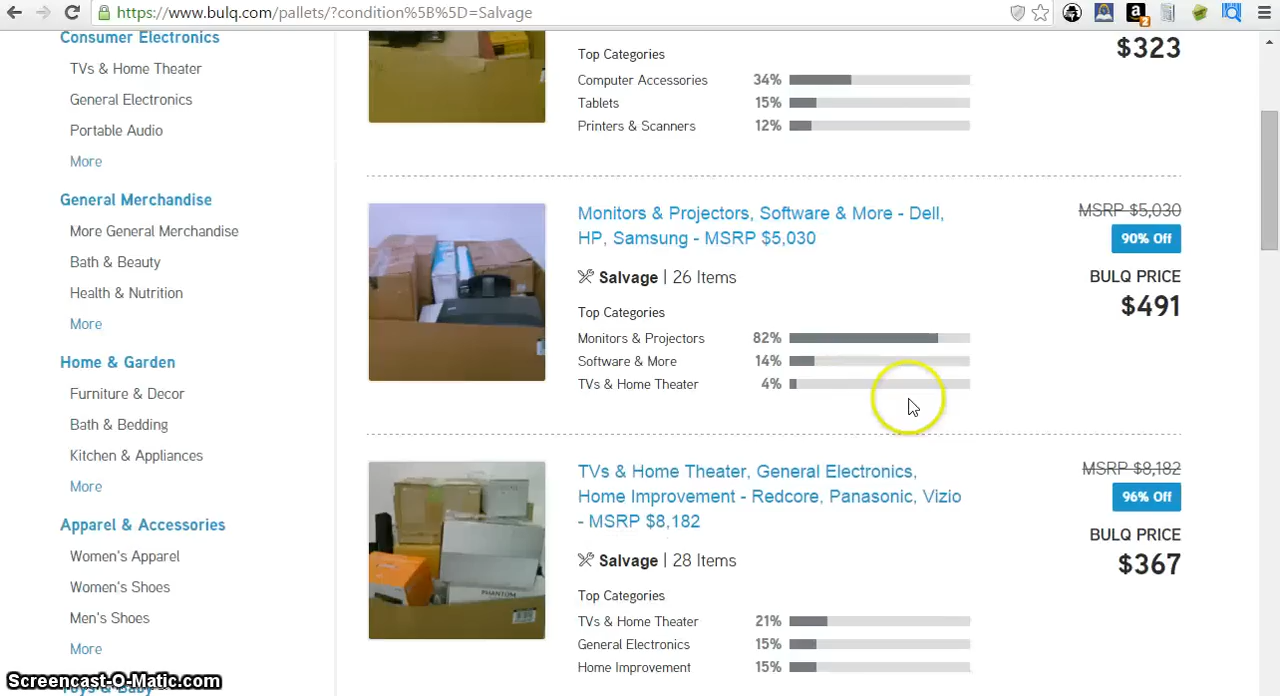 https://www.bulq.com/pallets/?condition%5B%5D=Salvage
2
Consumer Electronics
TVs & Home Theater
General Electronics
Portable Audio
More
General Merchandise
More General Merchandise
Bath & Beauty
Health & Nutrition
More
Home & Garden
Furniture & Decor
Bath & Bedding
Kitchen & Appliances
More
Apparel & Accessories
Women's Apparel
Women's Shoes
Men's Shoes
More
Toys & Baby
Top Categories
Computer Accessories 34%
Tablets 15%
Printers & Scanners 12%
$323
Monitors & Projectors, Software & More - Dell,
HP, Samsung - MSRP $5,030
Salvage | 26 Items
Top Categories
Monitors & Projectors 82%
Software & More 14%
TVs & Home Theater 4%
MSRP $5,030
90% Off
BULQ PRICE
$491
PHANTOM
TVs & Home Theater, General Electronics,
Home Improvement - Redcore, Panasonic, Vizio
- MSRP $8,182
Salvage | 28 Items
Top Categories
TVs & Home Theater 21%
General Electronics 15%
Home Improvement 15%
MSRP $8,182
96% Off
BULQ PRICE
$367
Screencast-O-Matic.com